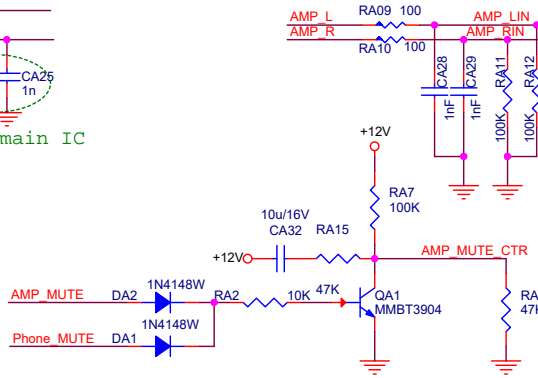 RA09 100
AMP_L
AMP_LIN
AMP_R
AMP_RIN
RA10 100
CA25
1n
CA28
1nF
CA29
1nF
RA11
100K
RA12
100K
main IC
+12V
RA7
100K
10u/16V
CA32
RA15
+12V
AMP_MUTE_CTR
47K
1N4148W
AMP_MUTE
DA2
RA2
10K
QA1
MMBT3904
RA
47K
1N4148W
Phone_MUTE
DA1